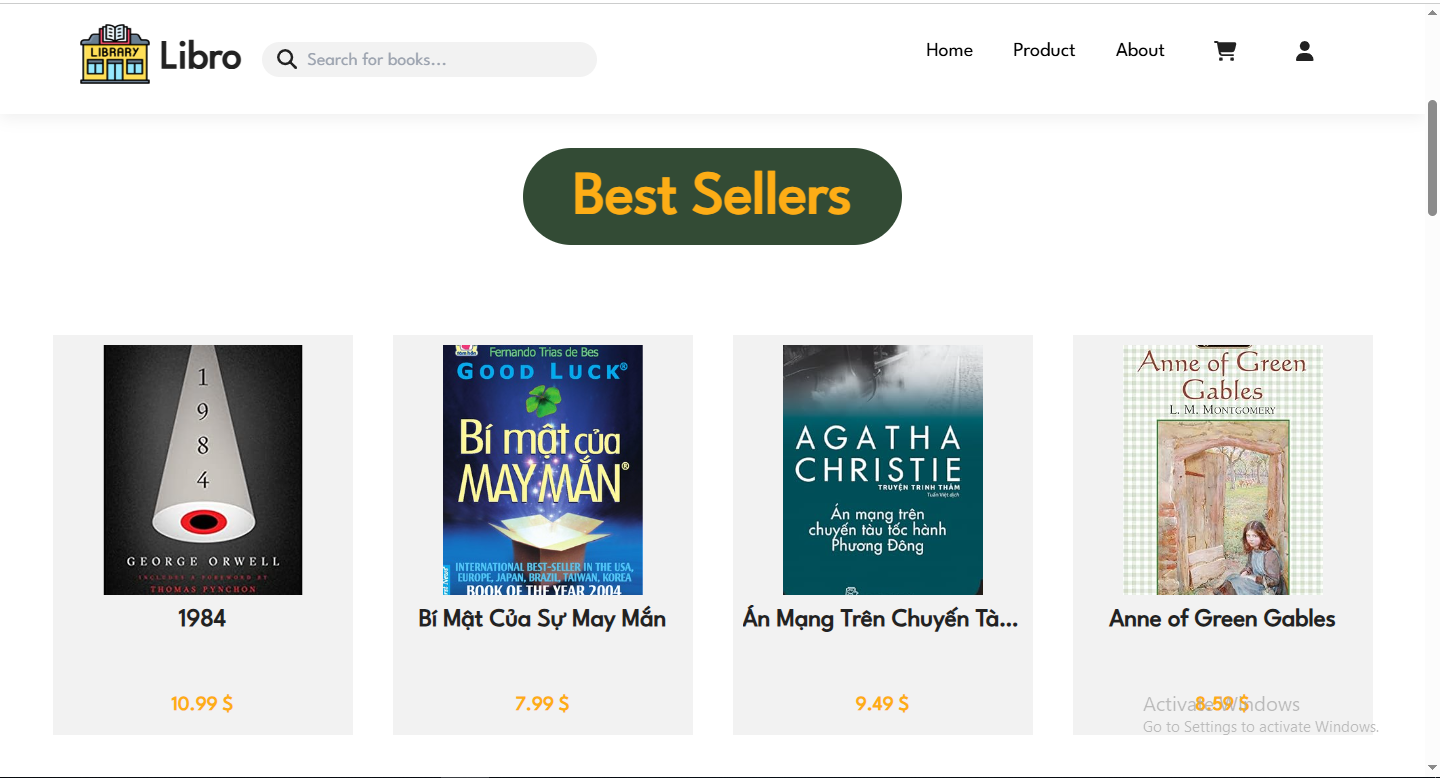 LIBRARY
Libro
Search for books...
Home
Product
About
Best Sellers
1
9
8
4
GEORGE ORWELL
INCLUDES A FOREWORD BY
THOMAS PYNCHON
1984
10.99 $
Fernando Trias de Bes
GOOD LUCK®
Bí mật của
MAY MẮN®
INTERNATIONAL BEST-SELLER IN THE USA,
EUROPE, JAPAN, BRAZIL, TAIWAN, KOREA
BOOK OF THE YEAR 2004
Bí Mật Của Sự May Mắn
7.99 $
AGATHA
CHRISTIE
TRUYỆN TRINH THÁM
Tuấn Việt dịch
Án mạng trên
chuyến tàu tốc hành
Phương Đông
Án Mạng Trên Chuyến Tà...
9.49 $
Anne of Green
Gables
L. M. MONTGOMERY
Anne of Green Gables
8.59 $
Activate Windows
Go to Settings to activate Windows.